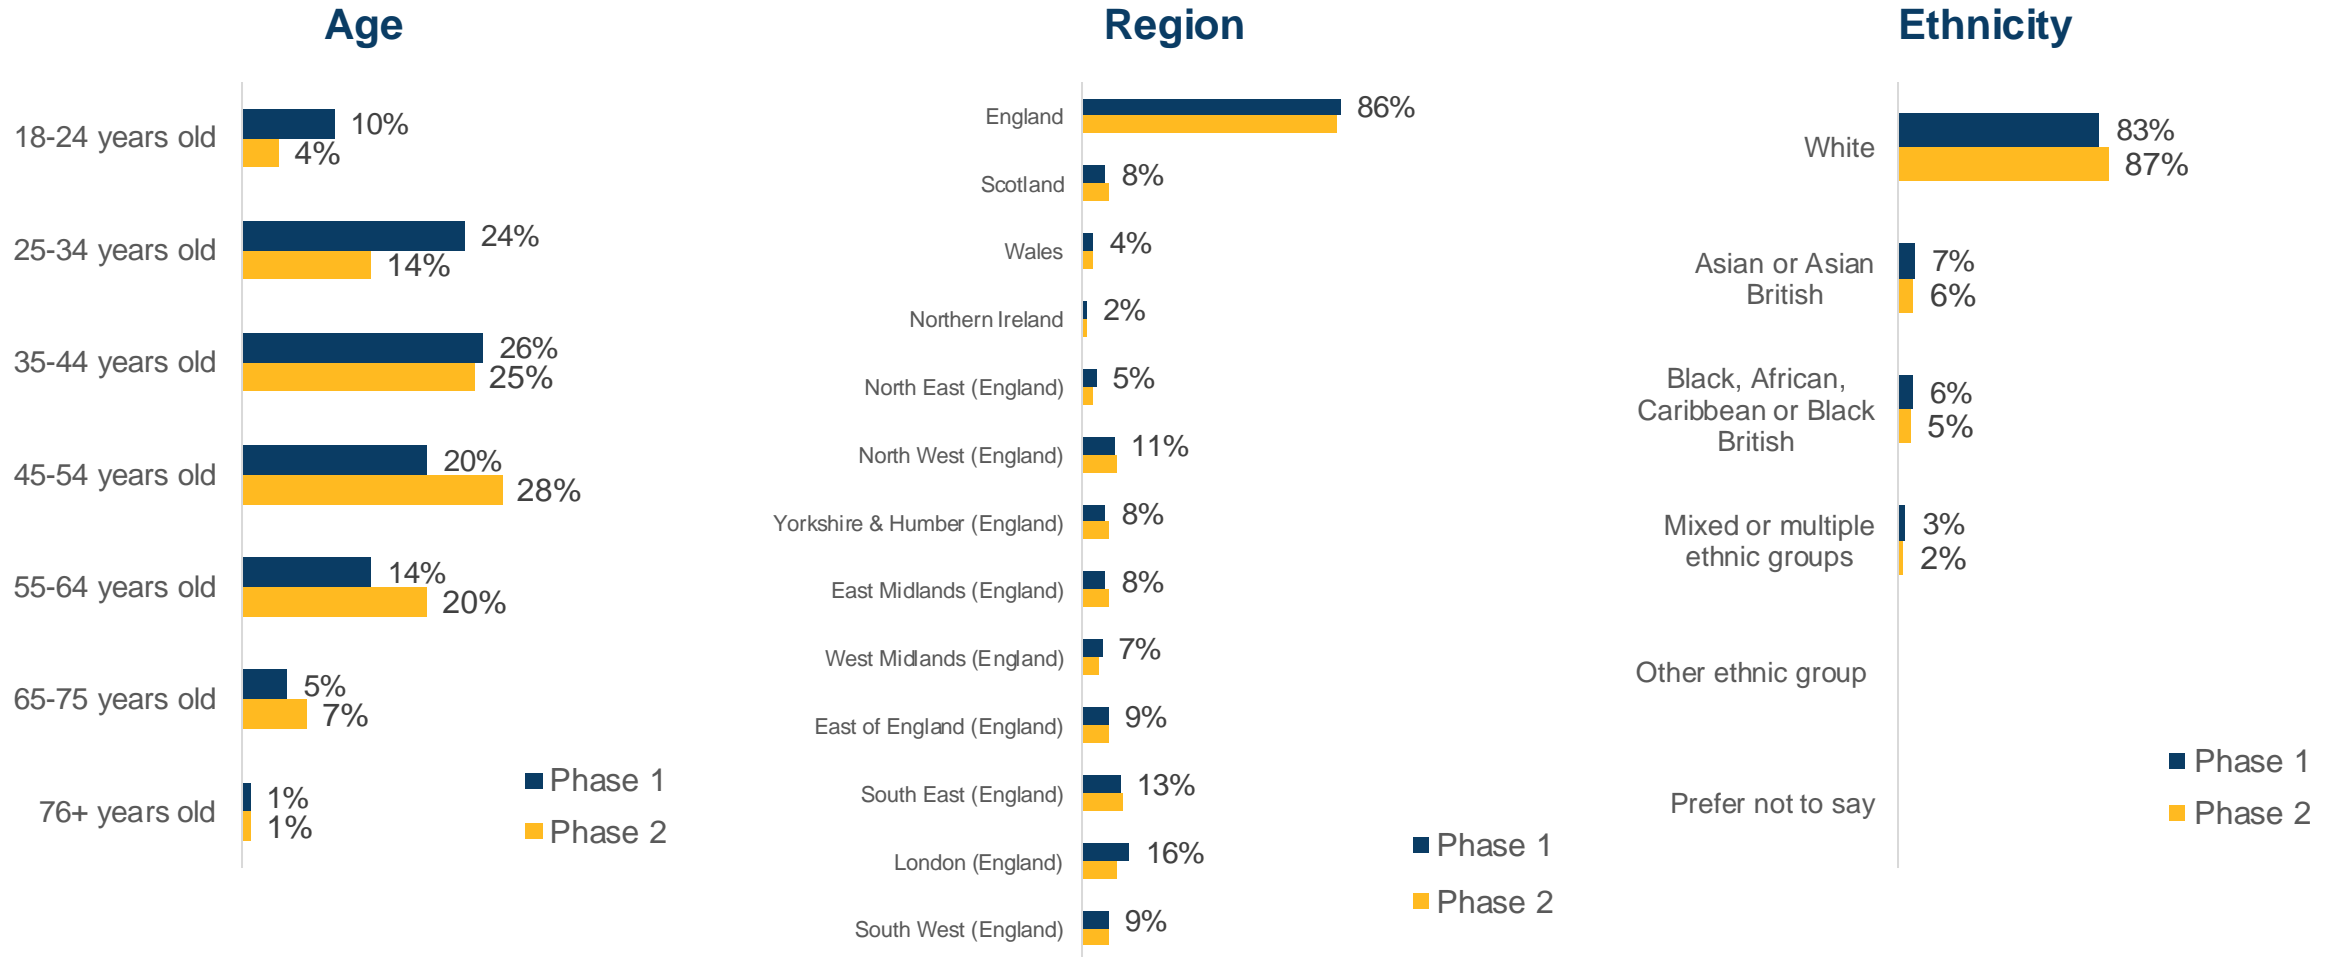 Age
18-24 years old
10%
4%
25-34 years old
24%
14%
35-44 years old
26%
25%
45-54 years old
20%
28%
55-64 years old
14%
20%
65-75 years old
5%
7%
76+ years old
1%
1%
Phase 1
Phase 2
Region
England
86%
Scotland
8%
Wales
4%
Northern Ireland
2%
North East (England)
5%
North West (England)
11%
Yorkshire & Humber (England)
8%
East Midlands (England)
8%
West Midlands (England)
7%
East of England (England)
9%
South East (England)
13%
London (England)
16%
South West (England)
9%
Phase 1
Phase 2
Ethnicity
White
83%
87%
Asian or Asian
British
7%
6%
Black, African,
Caribbean or Black
British
6%
5%
Mixed or multiple
ethnic groups
3%
2%
Other ethnic group
Prefer not to say
Phase 1
Phase 2